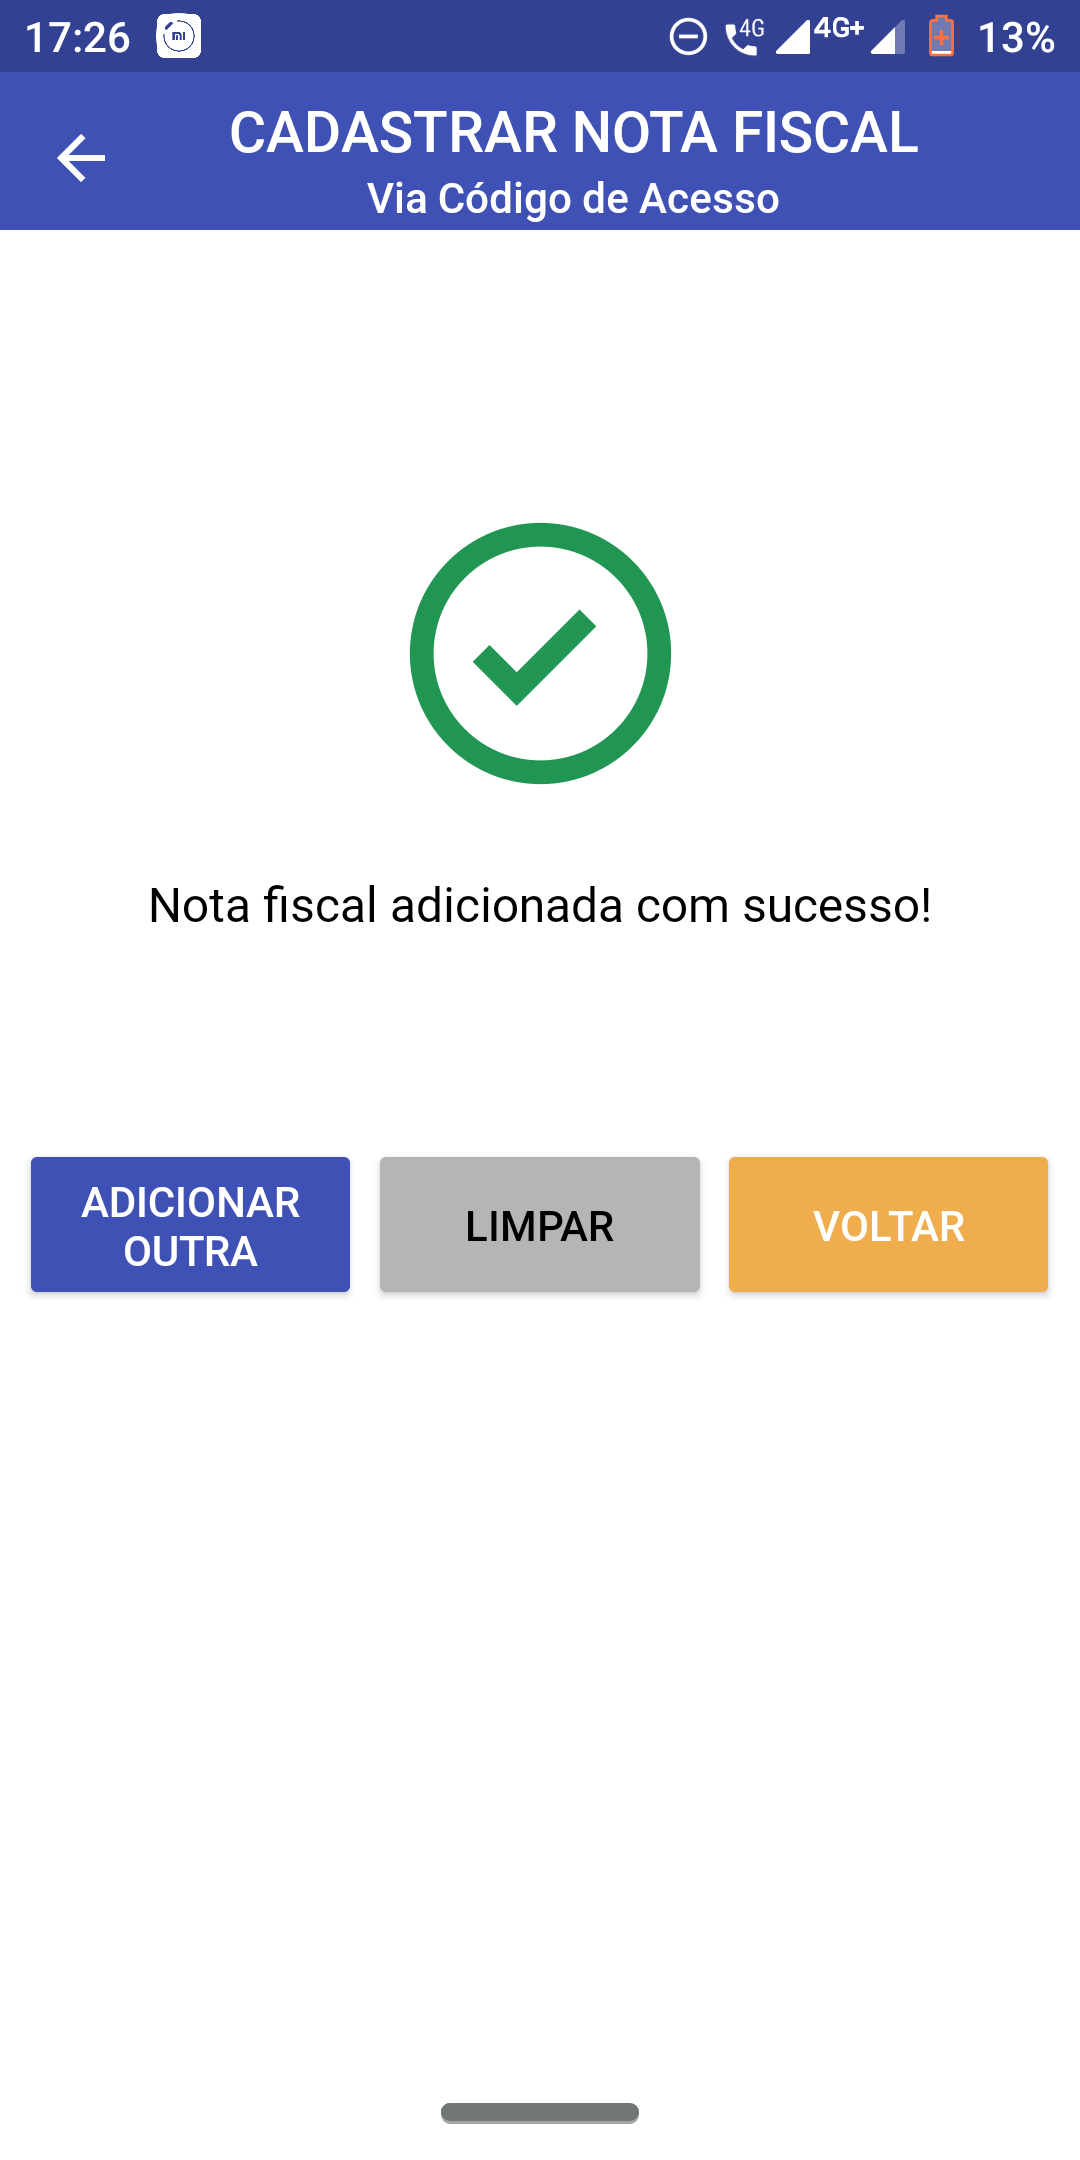 17:26
4G 4G+ 13%
CADASTRAR NOTA FISCAL
Via Código de Acesso
Nota fiscal adicionada com sucesso!
ADICIONAR
OUTRA
LIMPAR
VOLTAR